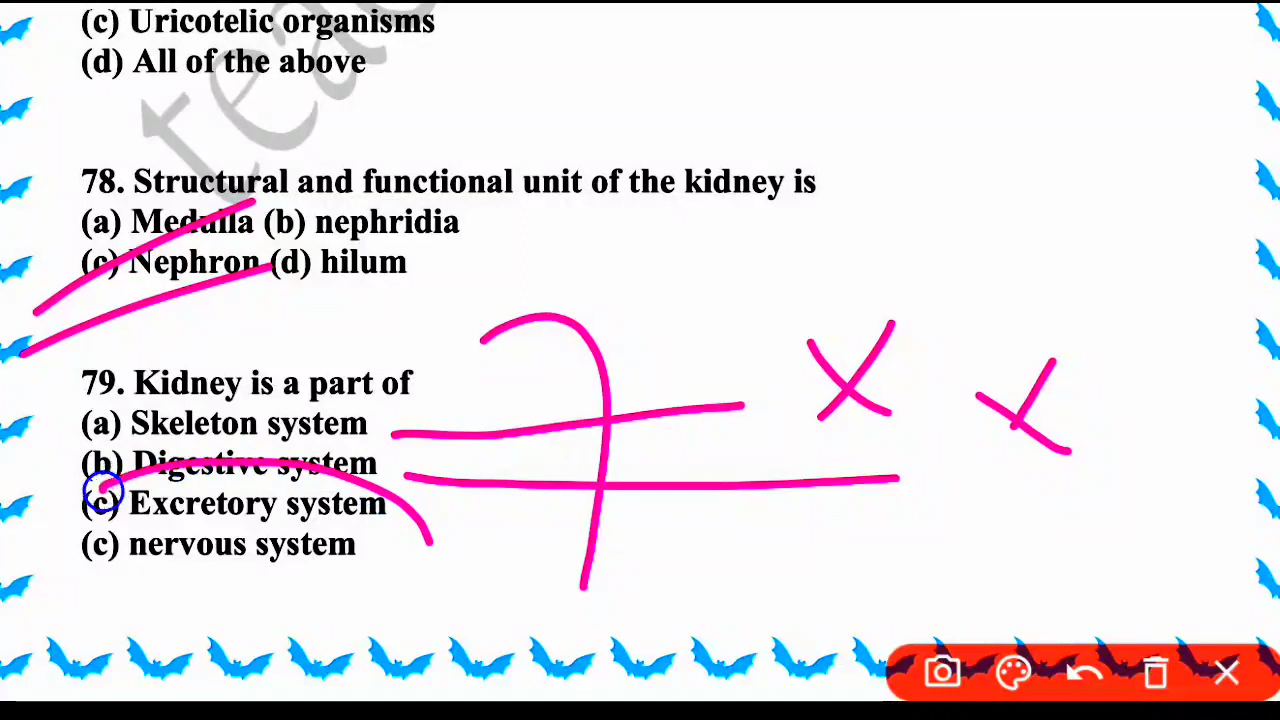 (c) Uricotelic organisms
(d) All of the above
78. Structural and functional unit of the kidney is
(a) Medulla (b) nephridia
(c) Nephron (d) hilum
79. Kidney is a part of
(a) Skeleton system
(b) Digestive system
(c) Excretory system
(c) nervous system